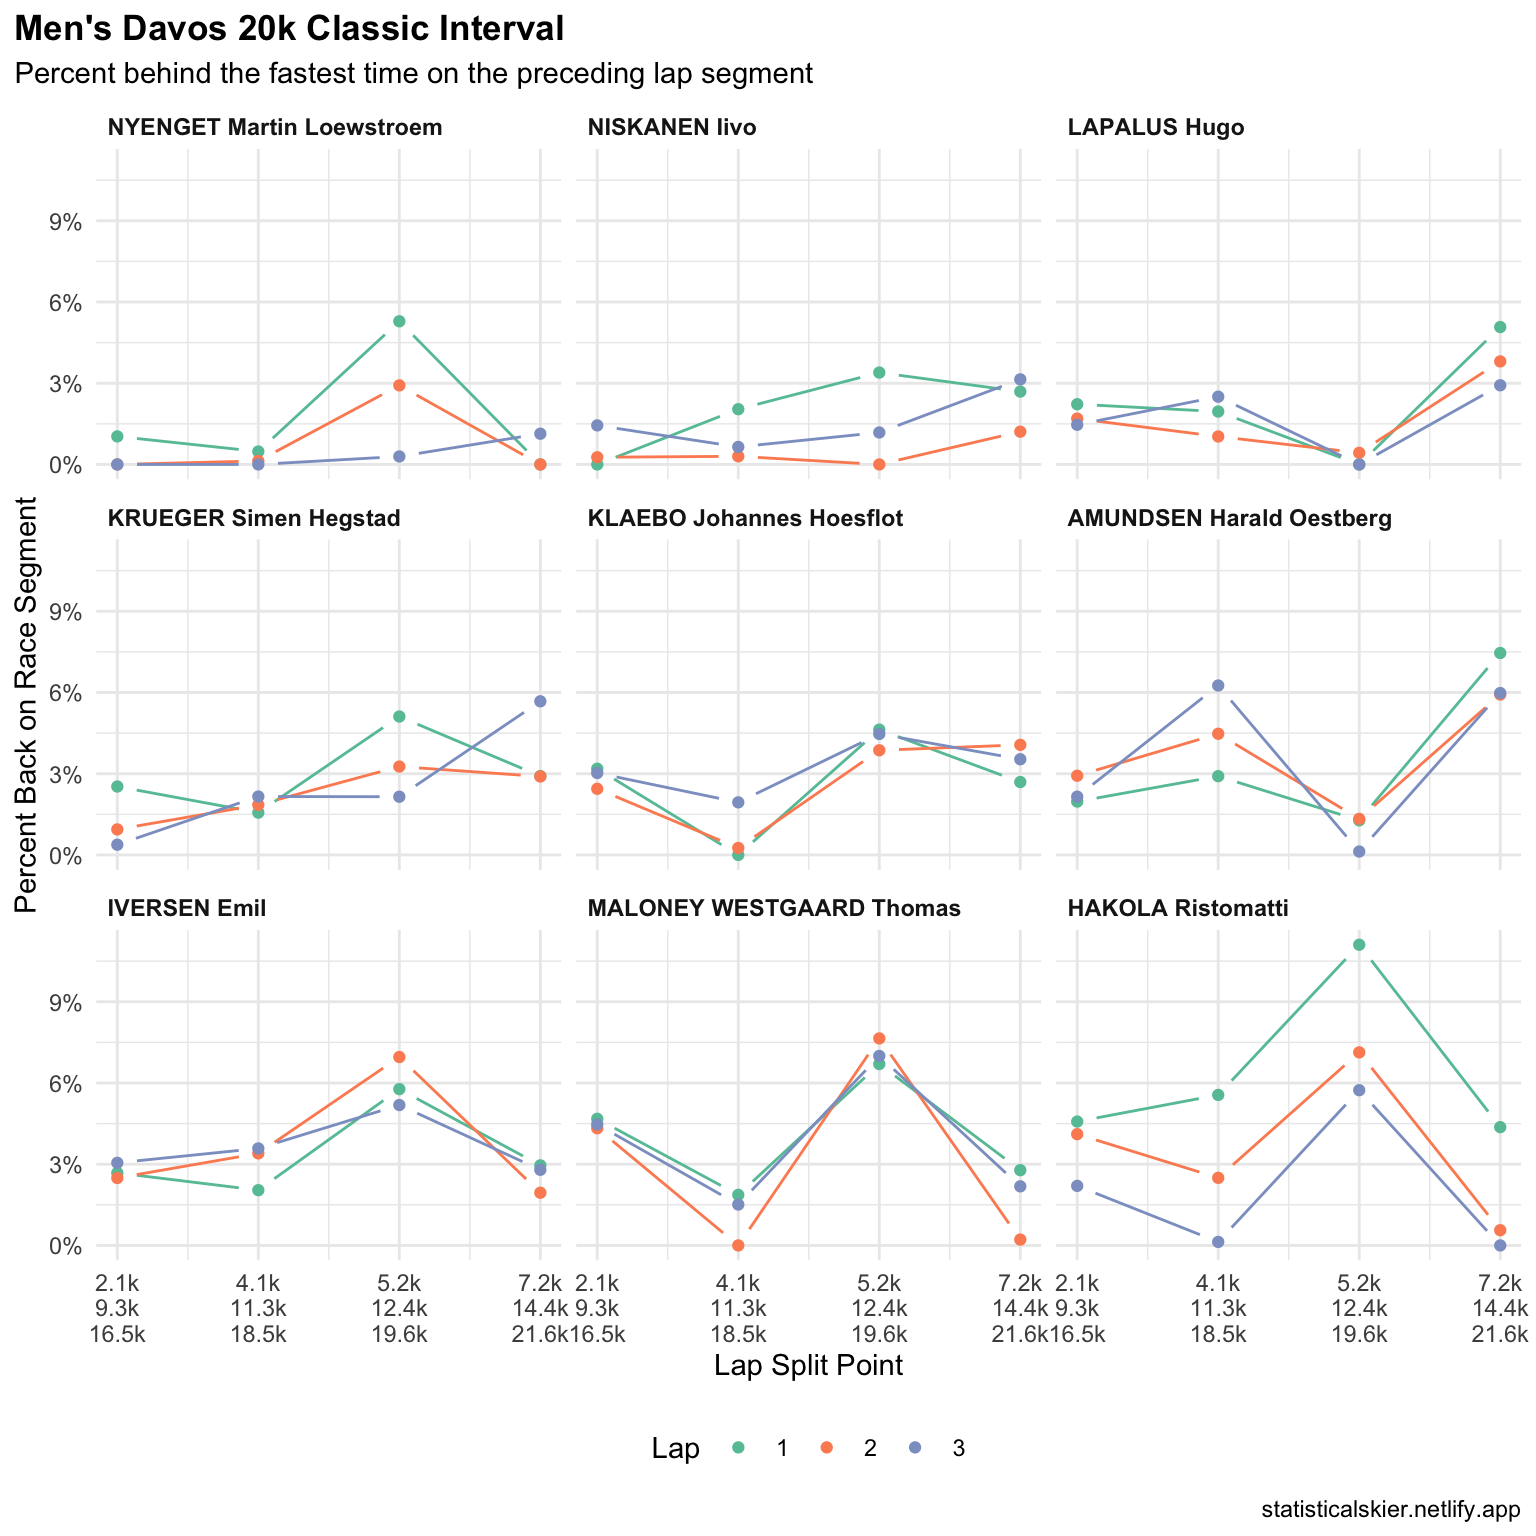 Men's Davos 20k Classic Interval
Percent behind the fastest time on the preceding lap segment
NYENGET Martin Loewstroem
NISKANEN Iivo
LAPALUS Hugo
9%
6%
3%
0%
KRUEGER Simen Hegstad
KLAEBO Johannes Hoesflot
AMUNDSEN Harald Oestberg
9%
6%
3%
0%
Percent Back on Race Segment
IVERSEN Emil
MALONEY WESTGAARD Thomas
HAKOLA Ristomatti
9%
6%
3%
0%
2.1k 4.1k 5.2k 7.2k 2.1k 4.1k 5.2k 7.2k 2.1k 4.1k 5.2k 7.2k
9.3k 11.3k 12.4k 14.4k 9.3k 11.3k 12.4k 14.4k 9.3k 11.3k 12.4k 14.4k
16.5k 18.5k 19.6k 21.6k 16.5k 18.5k 19.6k 21.6k 16.5k 18.5k 19.6k 21.6k
Lap Split Point
Lap 1 2 3
statisticalskier.netlify.app